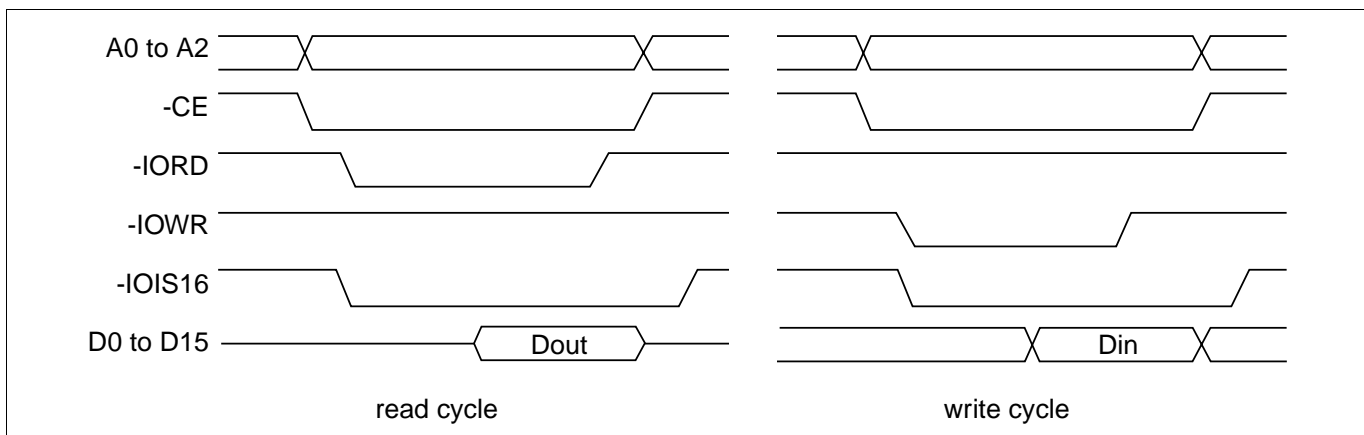 A0 to A2
-CE
-IORD
-IOWR
-IOIS16
D0 to D15
Dout
Din
read cycle
write cycle